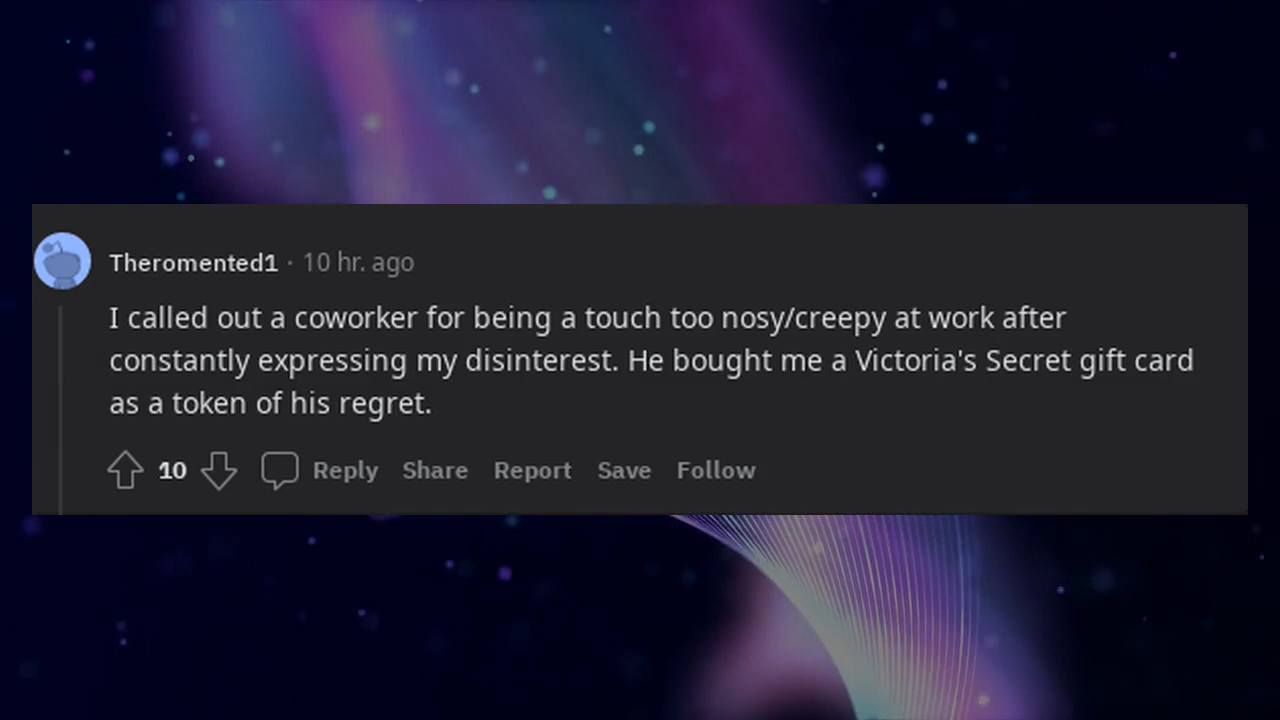 Theromented1 · 10 hr. ago
I called out a coworker for being a touch too nosy/creepy at work after
constantly expressing my disinterest. He bought me a Victoria's Secret gift card
as a token of his regret.
10 Reply Share Report Save Follow